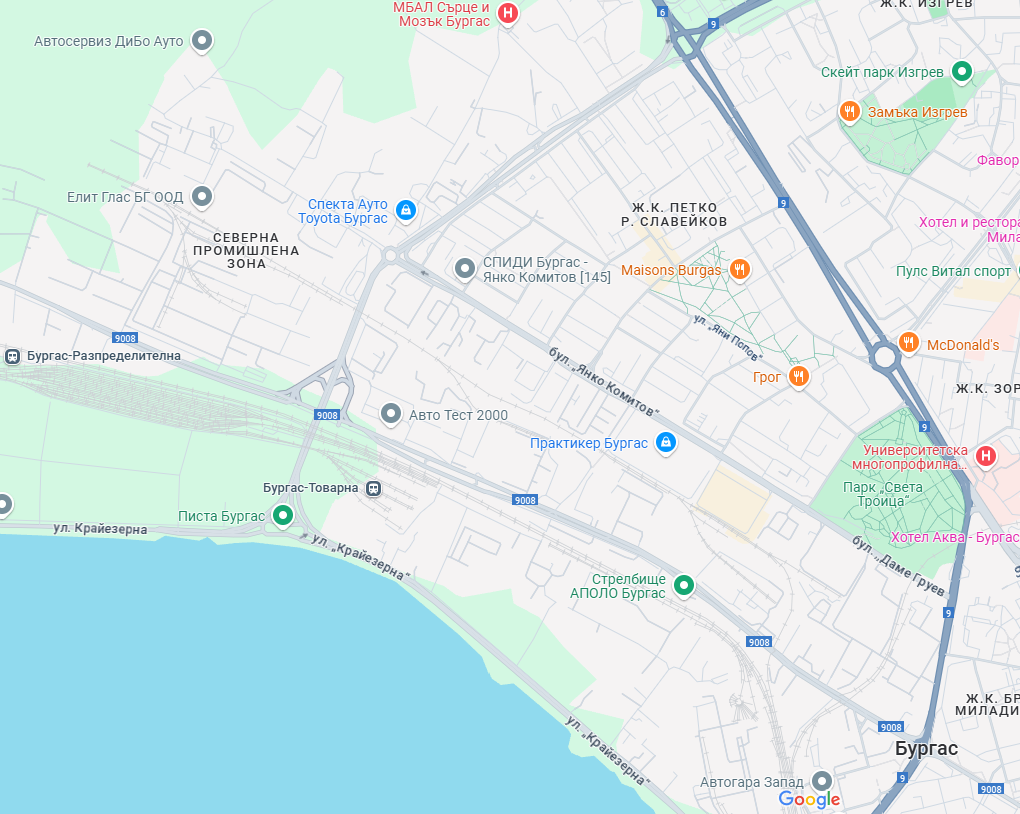 МБАЛ Сърце и
Мозък Бургас
6
9
Ж.К. ИЗГРЕВ
Автосервиз ДиБо Ауто
Скейт парк Изгрев
Замъка Изгрев
Фавор
Елит Глас БГ ООД
Спекта Ауто
Toyota Бургас
9
Ж.К. ПЕТКО
Р. СЛАВЕЙКОВ
Хотел и рестора
Мила
СЕВЕРНА
ПРОМИШЛЕНА
ЗОНА
СПИДИ Бургас -
Янко Комитов [145]
Maisons Burgas
Пулс Витал спорт
ул. „Яни Попов“
9008
Бургас-Разпределителна
McDonald's
бул. „Янко Комитов“
Грог
Ж.К. ЗОР
9008
Авто Тест 2000
9
Практикер Бургас
Университетска
многопрофилна...
Бургас-Товарна
Парк „Света
Троица“
9008
Писта Бургас
ул. Крайезерна
ул. „Крайезерна“
Хотел Аква - Бургас
бул. „Даме Груев
Стрелбище
АПОЛО Бургас
9
9008
Ж.К. БР
МИЛАДИ
ул. „Крайезерна“
9008
Бургас
Автогара Запад
9
9008
Google